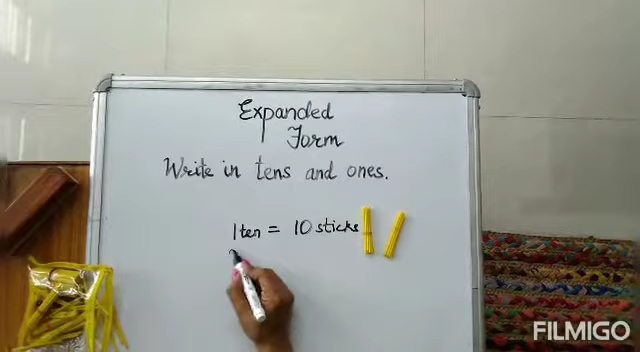 Expanded
Form
Write in tens and ones.
1 ten = 10 sticks
FILMIGO